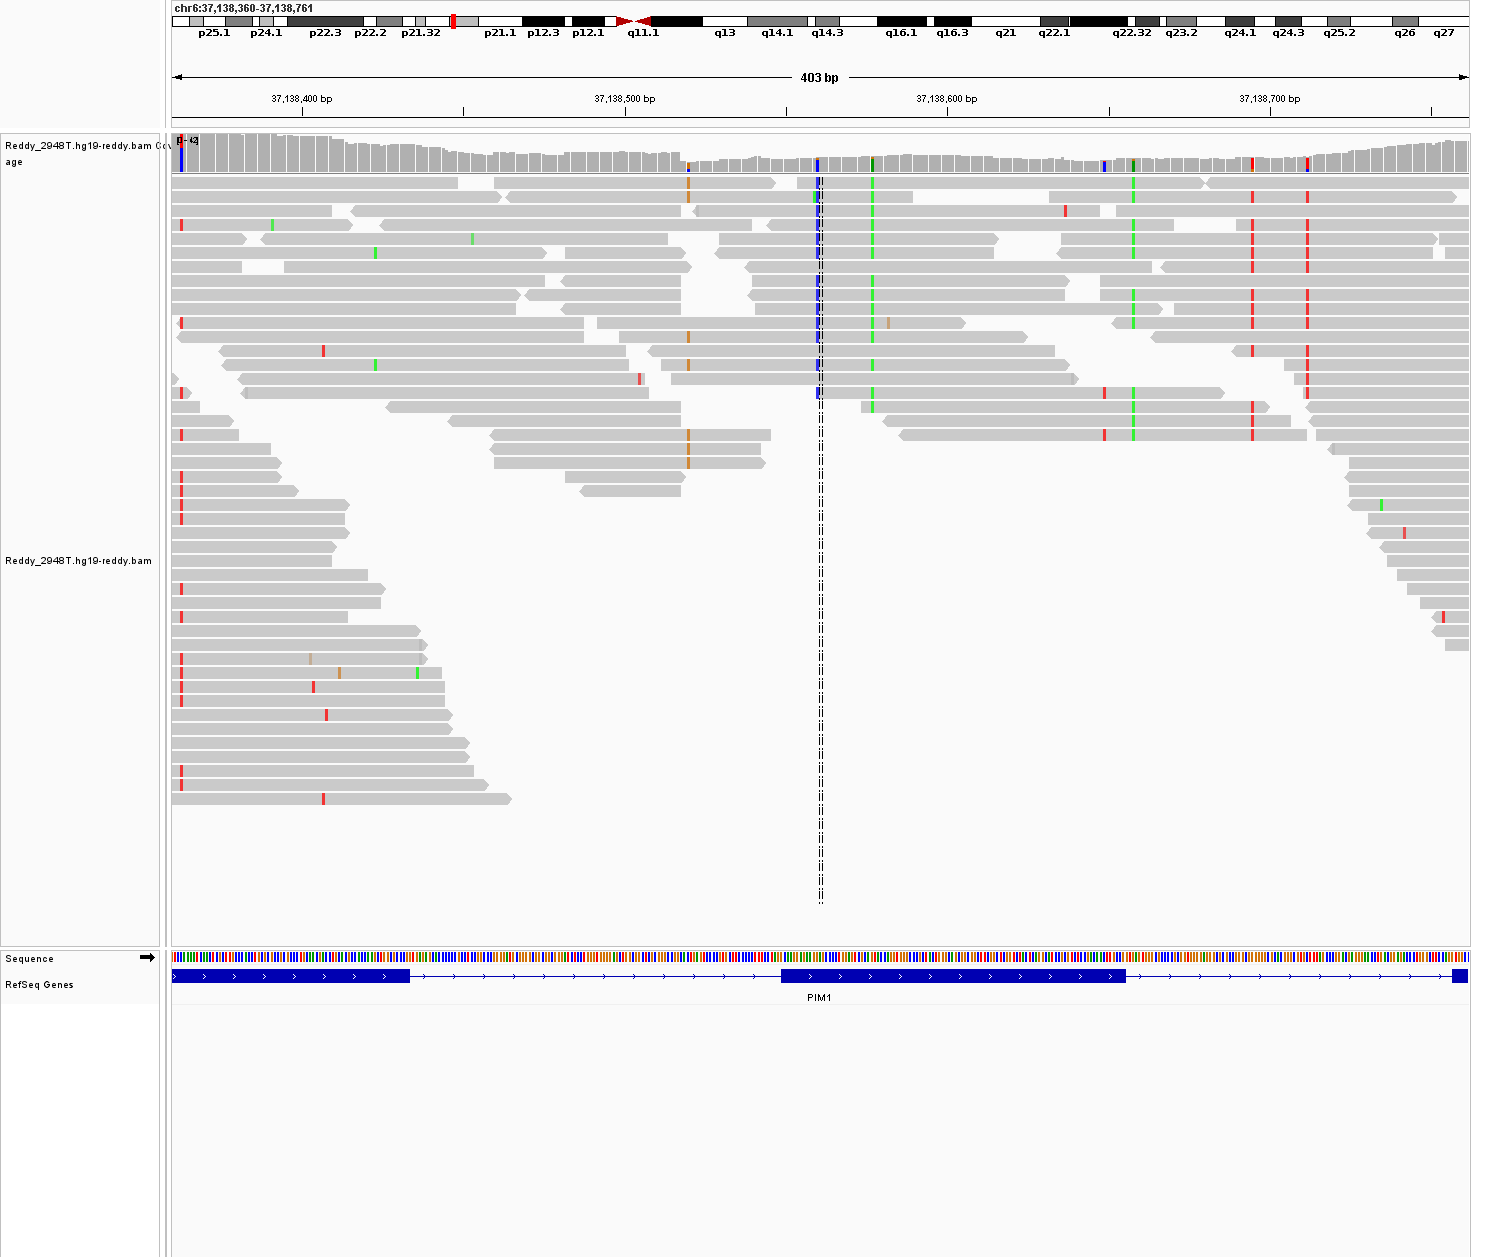 chr6:37,138,360-37,138,761
p25.1 p24.1 p22.3 p22.2 p21.32 p21.1 p12.3 p12.1 q11.1 q13 q14.1 q14.3 q16.1 q16.3 q21 q22.1 q22.32 q23.2 q24.1 q24.3 q25.2 q26 q27
403 bp
37,138,400 bp 37,138,500 bp 37,138,600 bp 37,138,700 bp
Reddy_2948T.hg19-reddy.bam Cov
age
Reddy_2948T.hg19-reddy.bam
Sequence
RefSeq Genes
PIM1